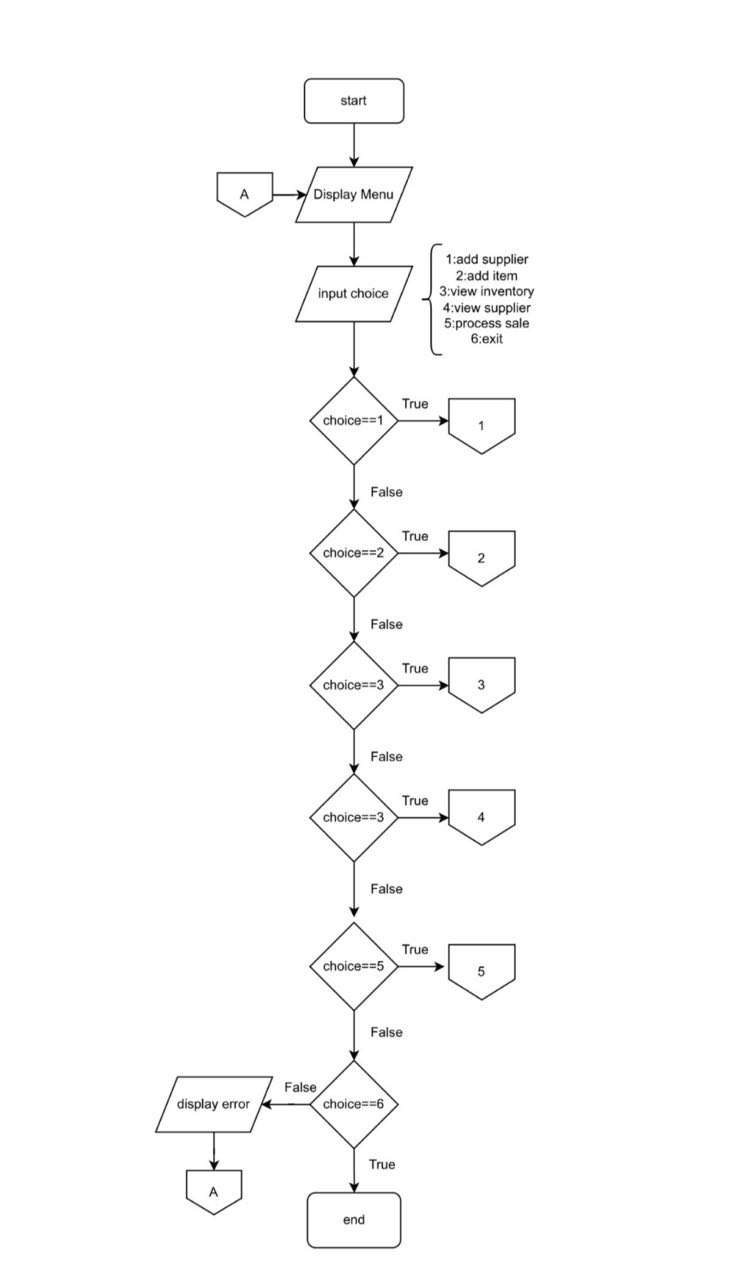 start
A
Display Menu
input choice
1:add supplier
2:add item
3:view inventory
4:view supplier
5:process sale
6:exit
True
choice==1
1
False
True
choice==2
2
False
True
choice==3
3
False
True
choice==3
4
False
True
choice==5
5
False
False
display error
choice==6
True
A
end